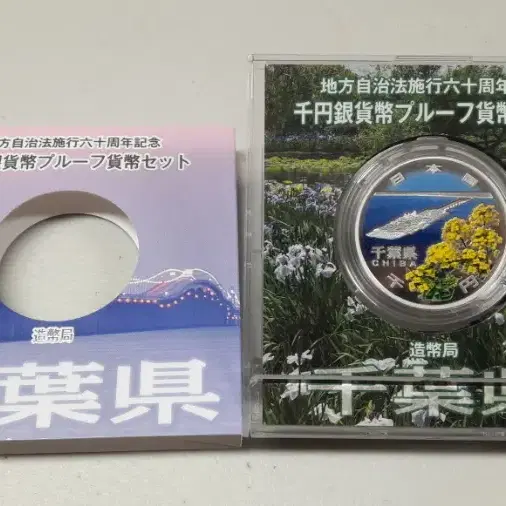 方自治法施行六十周年記念
貨幣プルーフ貨幣セット
造幣局
葉県
地方自治法施行六十周年
千円銀貨幣プルーフ貨幣
日本国
千葉県
CHIBA
千円
造幣局
千葉県